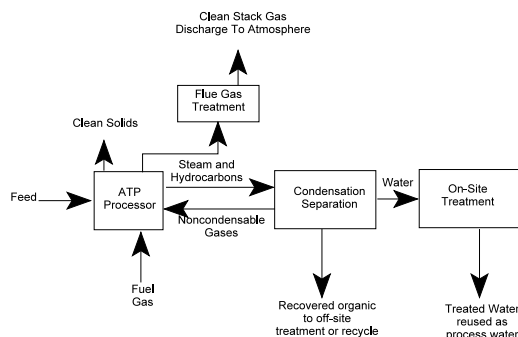 Clean Stack Gas
Discharge To Atmosphere
Flue Gas
Treatment
Clean Solids
Steam and
Hydrocarbons
Feed
ATP
Processor
Noncondensable
Gases
Fuel
Gas
Condensation
Separation
Water
On-Site
Treatment
Recovered organic
to off-site
treatment or recycle
Treated Water
reused as
process water